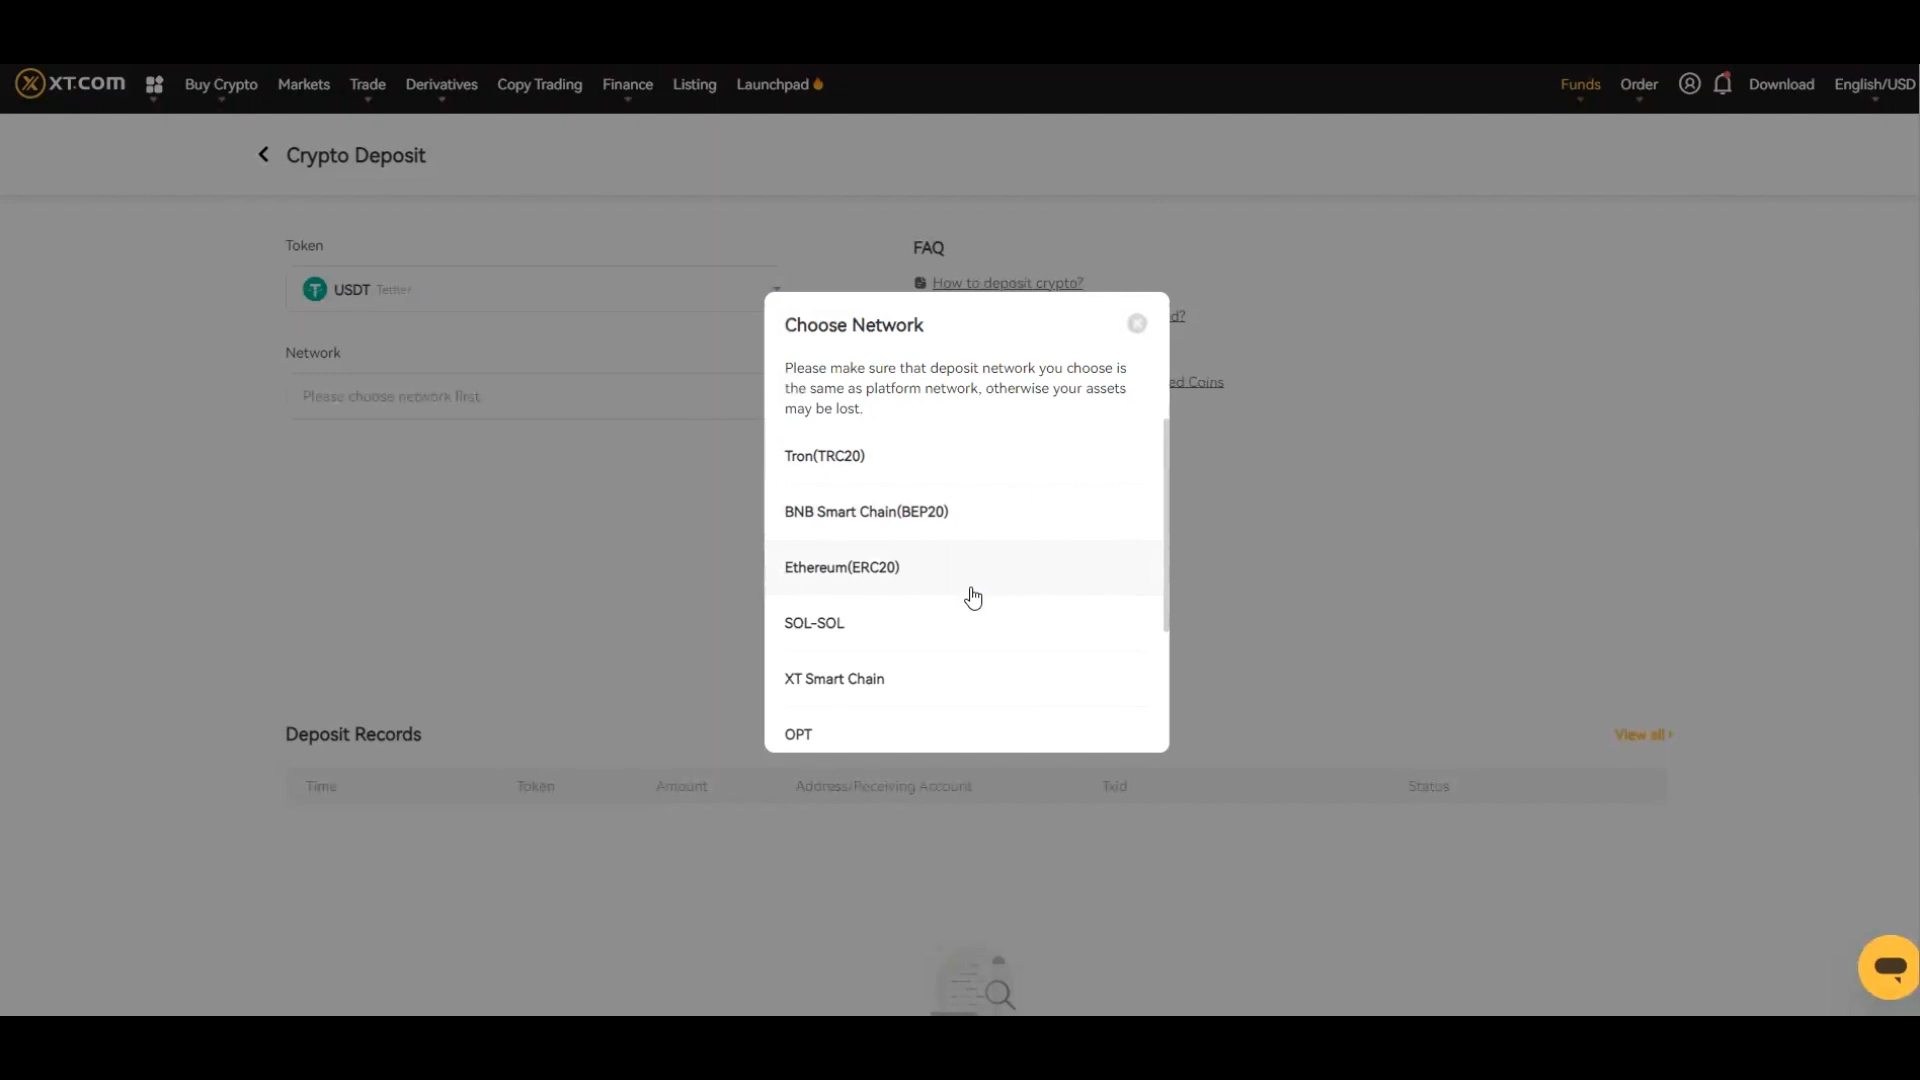 XT.COM Buy Crypto Markets Trade Derivatives Copy Trading Finance Listing Launchpad Funds Order Download English/USD
Crypto Deposit
Token
USDT Tether
Network
Please choose network first
FAQ
How to deposit crypto?
d?
ed Coins
Choose Network
Please make sure that deposit network you choose is
the same as platform network, otherwise your assets
may be lost.
Tron(TRC20)
BNB Smart Chain(BEP20)
Ethereum(ERC20)
SOL-SOL
XT Smart Chain
OPT
Deposit Records
View all
Time Token Amount Address/Receiving Account Txid Status